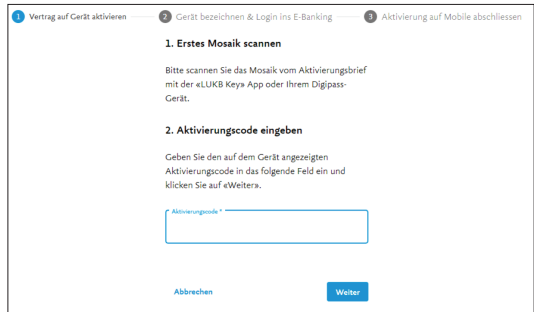 1 Vertrag auf Gerät aktivieren 2 Gerät bezeichnen & Login ins E-Banking 3 Aktivierung auf Mobile abschliessen
1. Erstes Mosaik scannen
Bitte scannen Sie das Mosaik vom Aktivierungsbrief
mit der «LUKB Key» App oder Ihrem Digipass-
Gerät.
2. Aktivierungscode eingeben
Geben Sie den auf dem Gerät angezeigten
Aktivierungscode in das folgende Feld ein und
klicken Sie auf «Weiter».
Aktivierungscode *
Abbrechen Weiter